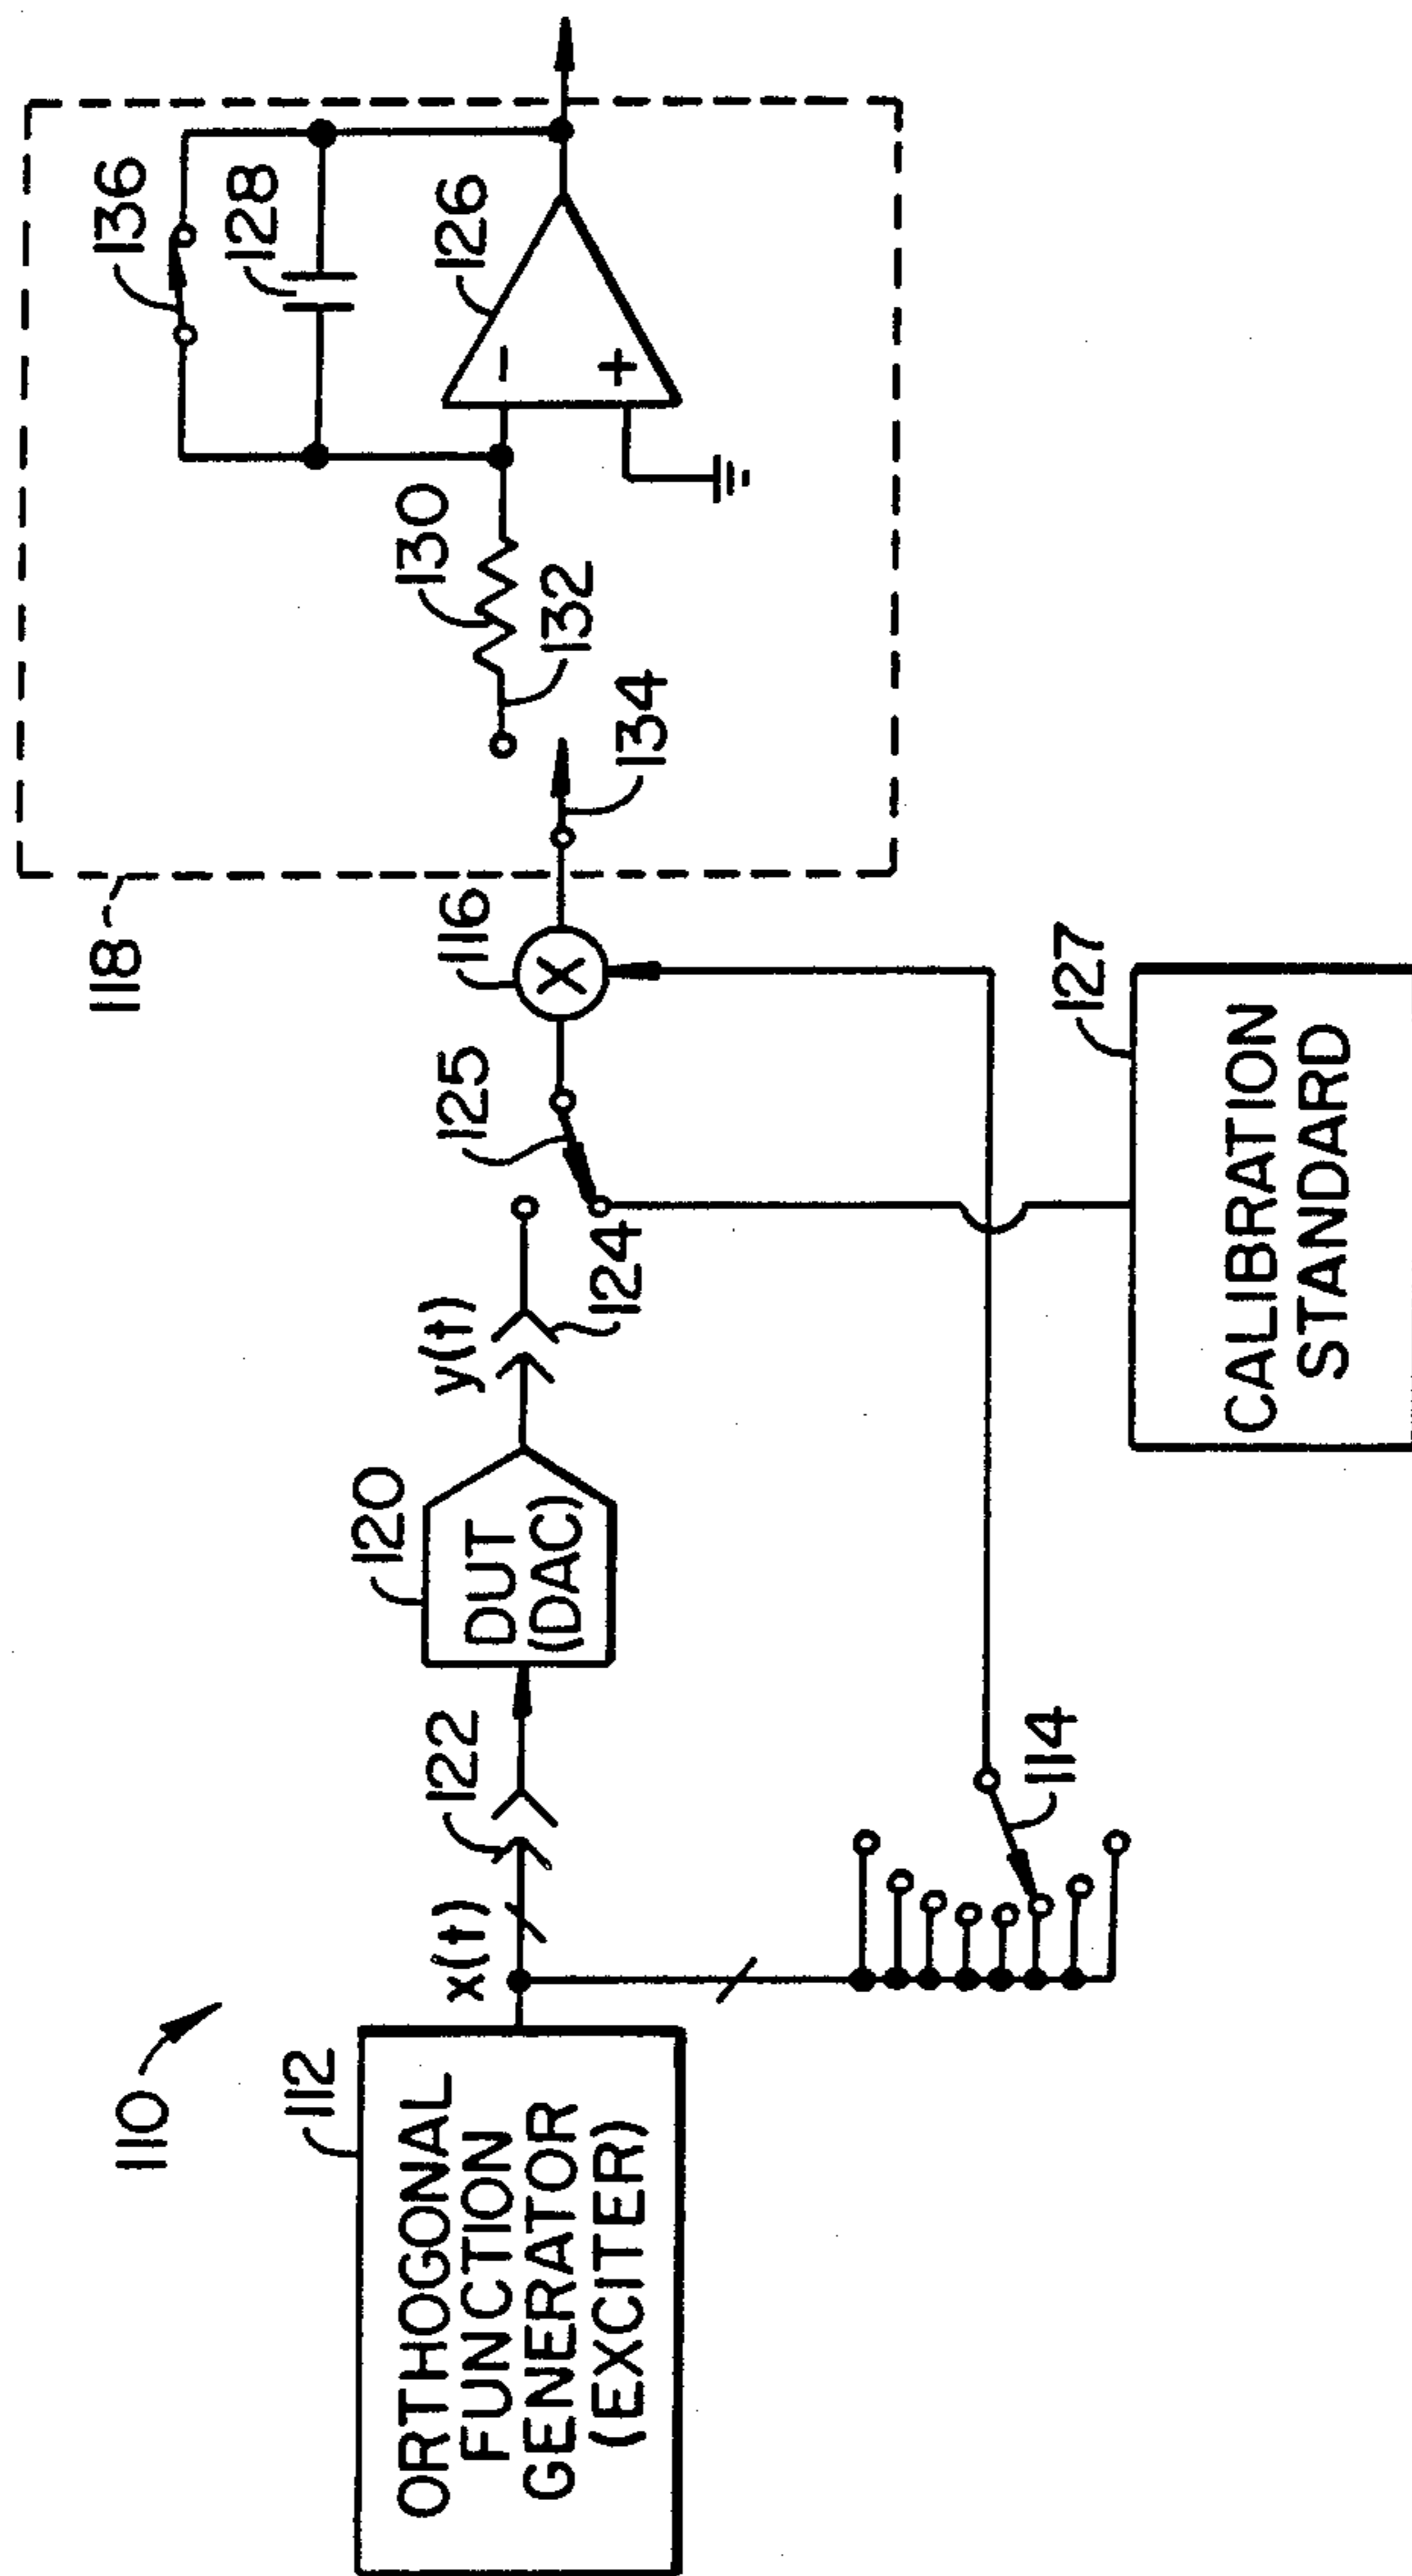 110
112
ORTHOGONAL
FUNCTION
GENERATOR
(EXCITER)
x(t)
122
120
DUT
(DAC)
y(t)
124
125
116
114
127
CALIBRATION
STANDARD
118
134
132
130
136
128
126
-
+
X